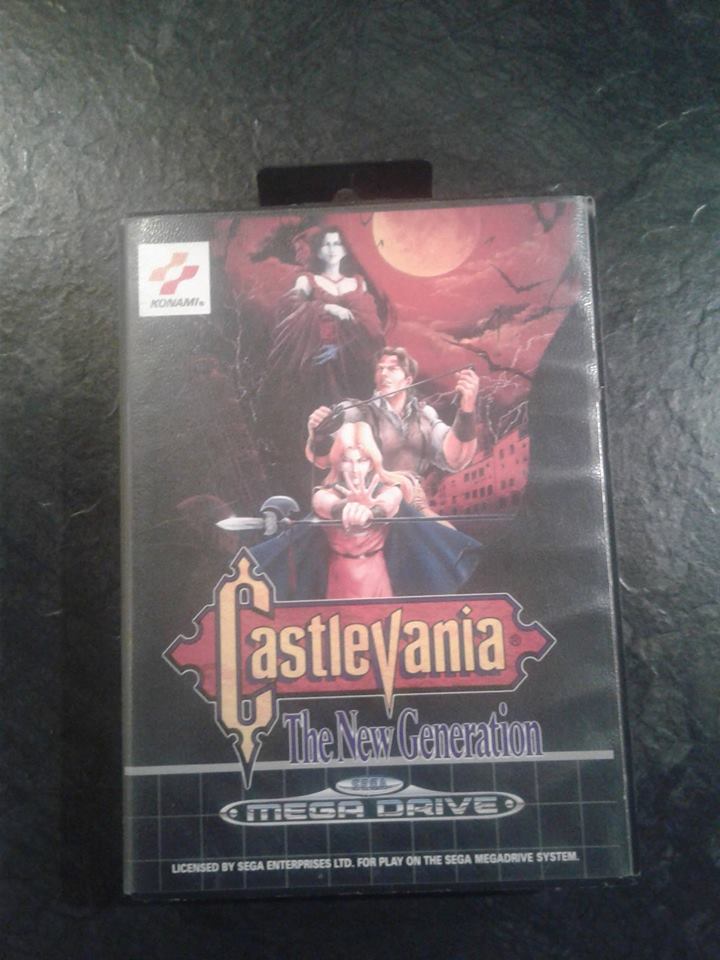 KONAMI®
Castlevania®
The New Generation
SEGA
MEGA DRIVE
LICENSED BY SEGA ENTERPRISES LTD. FOR PLAY ON THE SEGA MEGADRIVE SYSTEM.